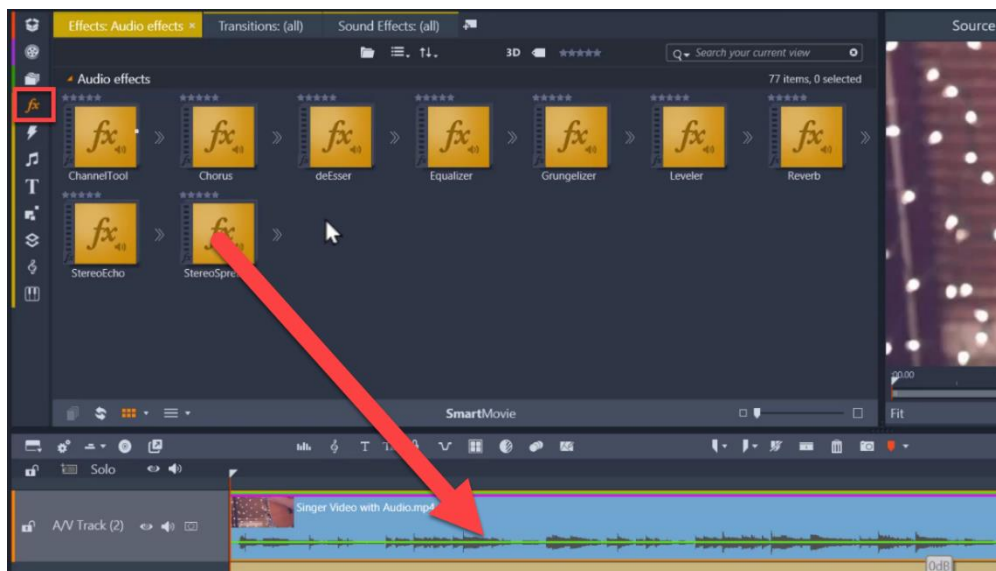 Effects: Audio effects × Transitions: (all) Sound Effects: (all) Source
3D Search your current view
Audio effects 77 items, 0 selected
fx fx fx fx fx fx fx
ChannelTool Chorus deEsser Equalizer Grungelizer Leveler Reverb
fx fx
StereoEcho
:00.00
SmartMovie Fit
Solo
Singer Video with Audio.mp4
A/V Track (2)
0dB